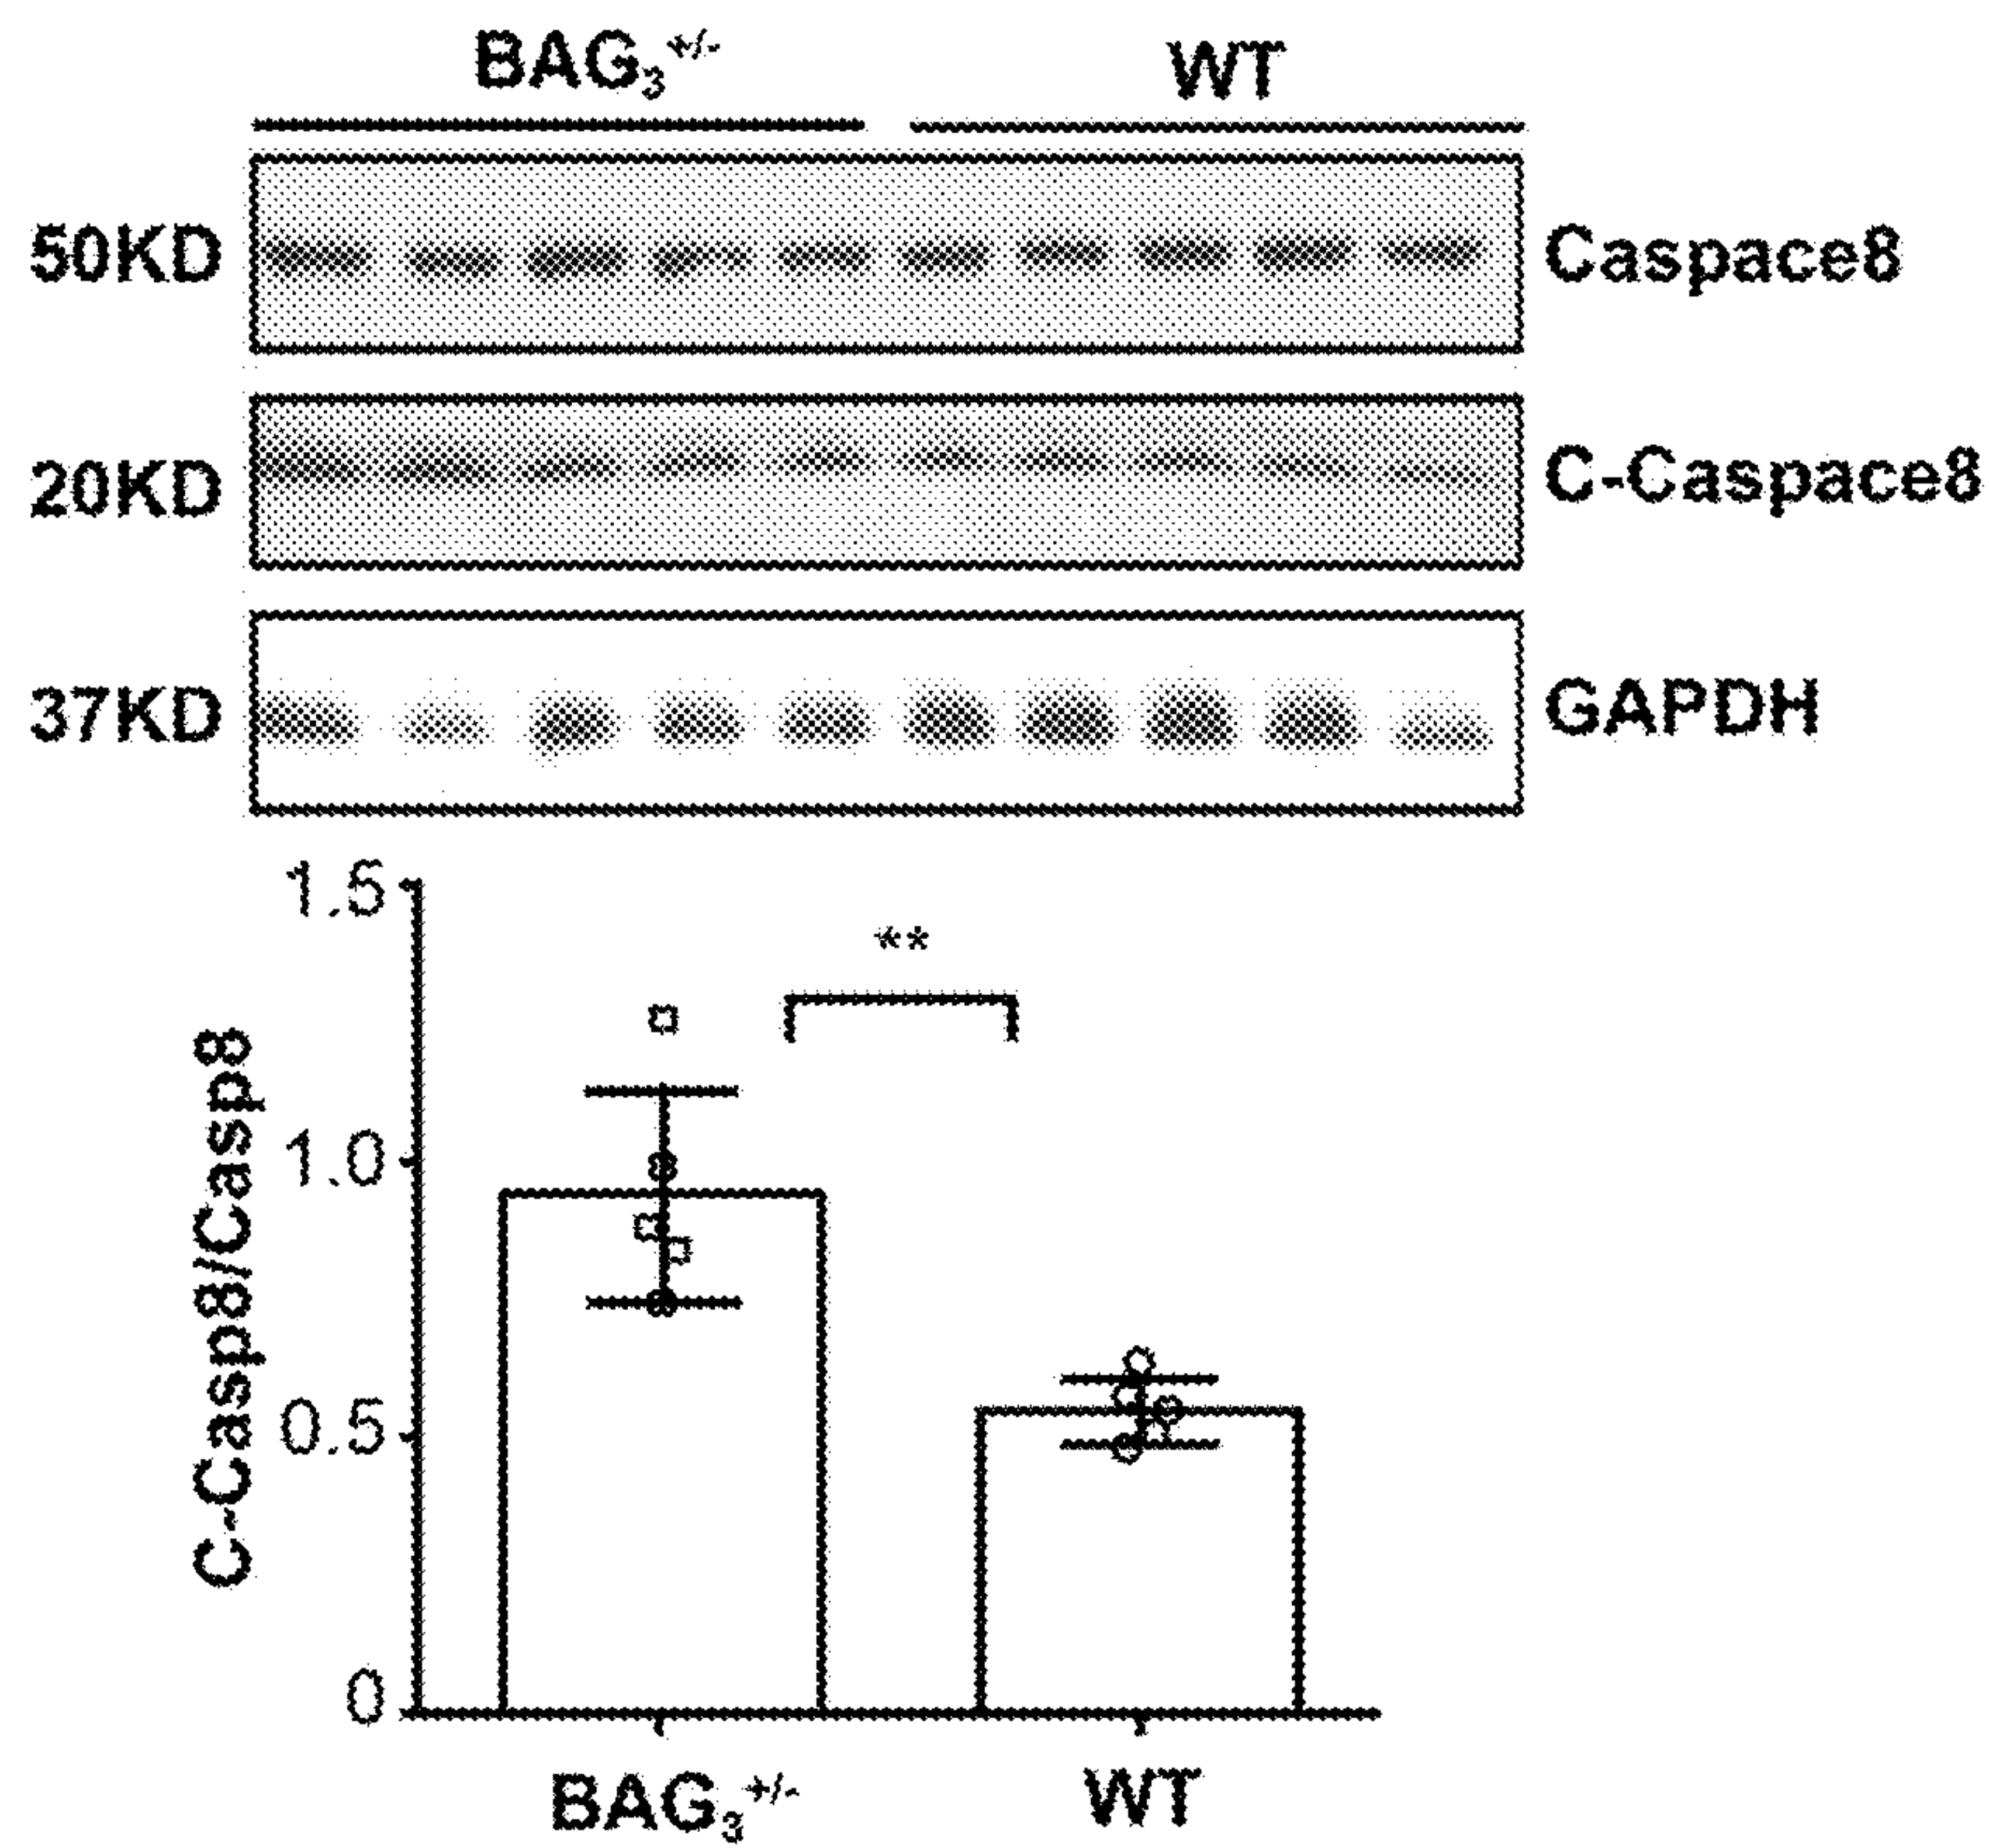 BAG3+/- WT
50KD Caspace8
20KD C-Caspace8
37KD GAPDH
1.5
**
1.0
0.5
0
C-Casp8/Casp8
BAG3+/- WT